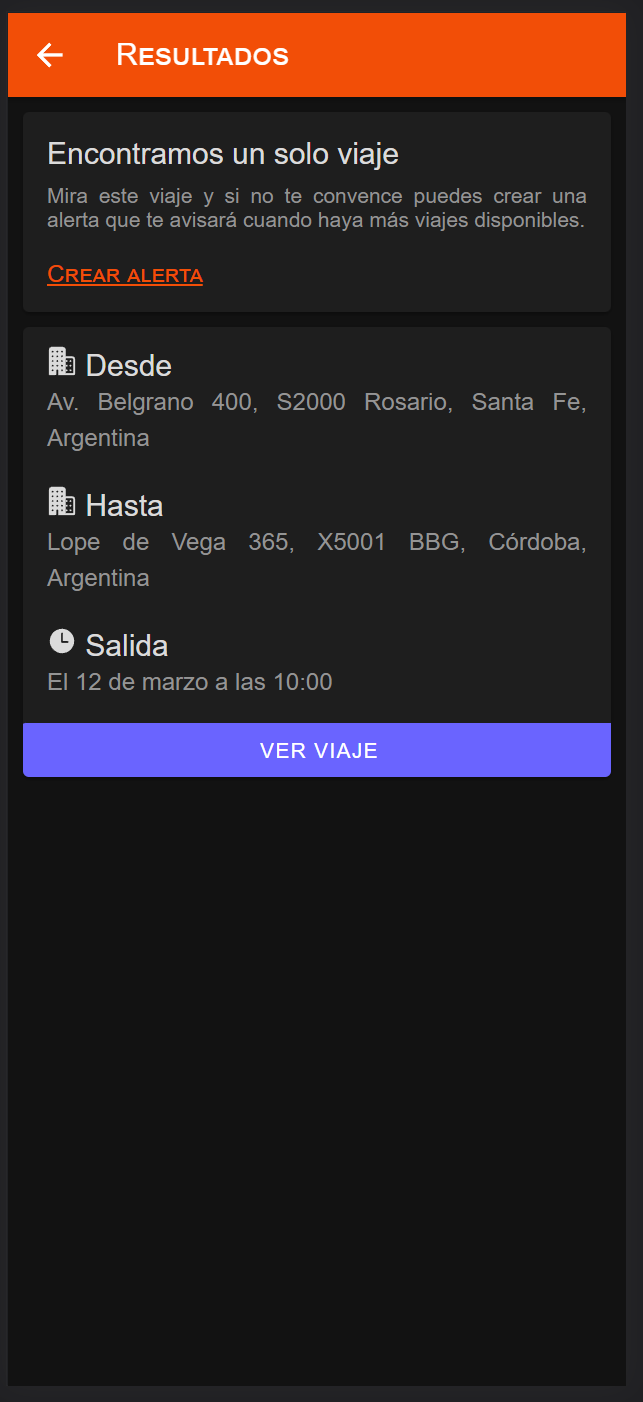 RESULTADOS
Encontramos un solo viaje
Mira este viaje y si no te convence puedes crear una
alerta que te avisará cuando haya más viajes disponibles.
CREAR ALERTA
Desde
Av. Belgrano 400, S2000 Rosario, Santa Fe,
Argentina
Hasta
Lope de Vega 365, X5001 BBG, Córdoba,
Argentina
Salida
El 12 de marzo a las 10:00
VER VIAJE